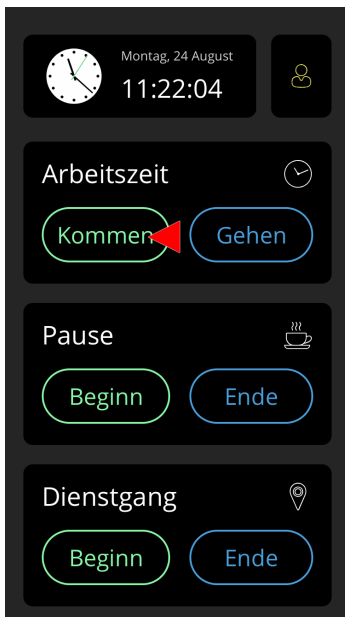 Montag, 24 August
11:22:04
Arbeitszeit
Kommen Gehen
Pause
Beginn Ende
Dienstgang
Beginn Ende